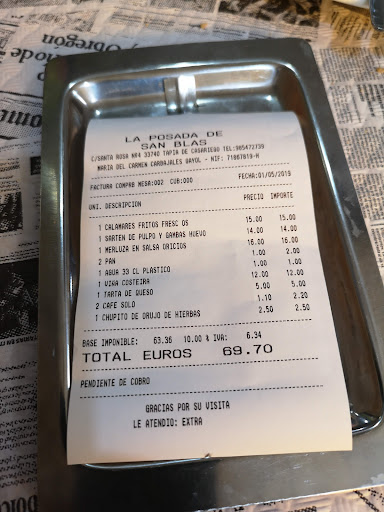 Obregón
LA POSADA DE
SAN BLAS
C/SANTA ROSA Nº4 33740 TAPIA DE CASARIEGO TEL:985472739
MARIA DEL CARMEN CARBAJALES GAYOL - NIF: 71867819-H
FACTURA COMPRB MESA:002 CUB:000 FECHA:01/05/2019
UNI. DESCRIPCION PRECIO IMPORTE
1 CALAMARES FRITOS FRESCOS 15.00 15.00
1 SARTEN DE PULPO Y GAMBAS HUEVO 14.00 14.00
1 MERLUZA EN SALSA ORICIOS 16.00 16.00
2 PAN 1.00 2.00
1 AGUA 33 CL PLASTICO 1.00 1.00
1 VIÑA COSTEIRA 12.00 12.00
1 TARTA DE QUESO 5.00 5.00
2 CAFE SOLO 1.10 2.20
1 CHUPITO DE ORUJO DE HIERBAS 2.50 2.50
BASE IMPONIBLE: 63.36 10.00 % IVA: 6.34
TOTAL EUROS 69.70
PENDIENTE DE COBRO
GRACIAS POR SU VISITA
LE ATENDIO: EXTRA